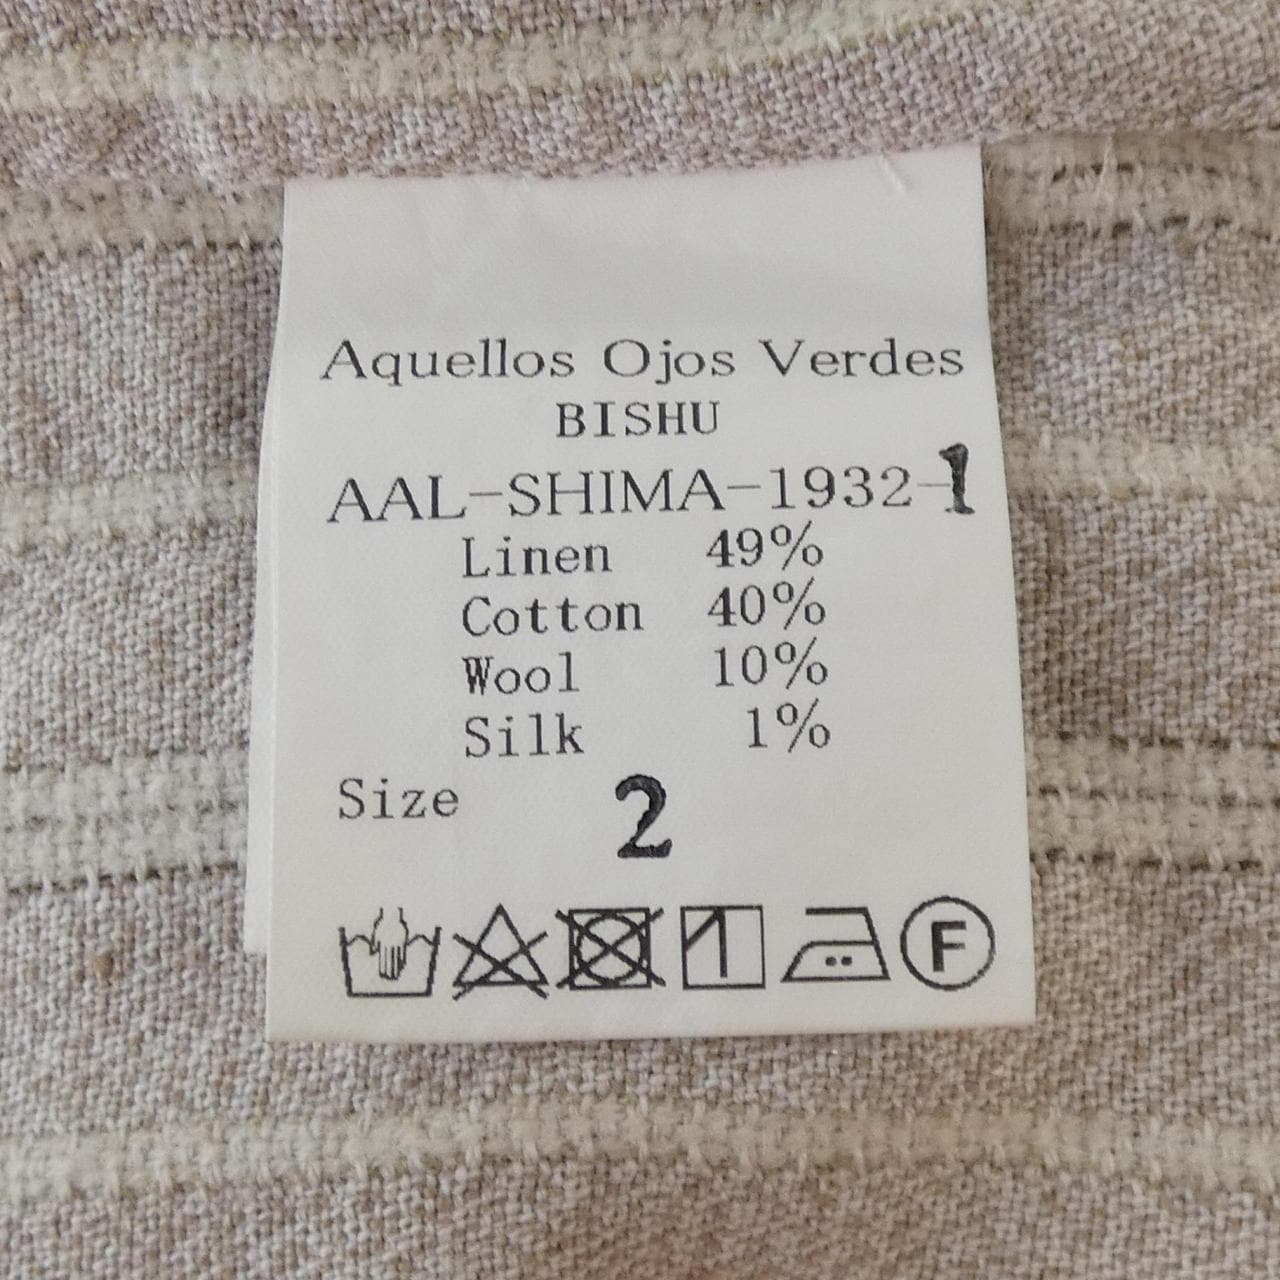 Aquellos Ojos Verdes
BISHU
AAL-SHIMA-1932-1
Linen 49%
Cotton 40%
Wool 10%
Silk 1%
Size 2
F